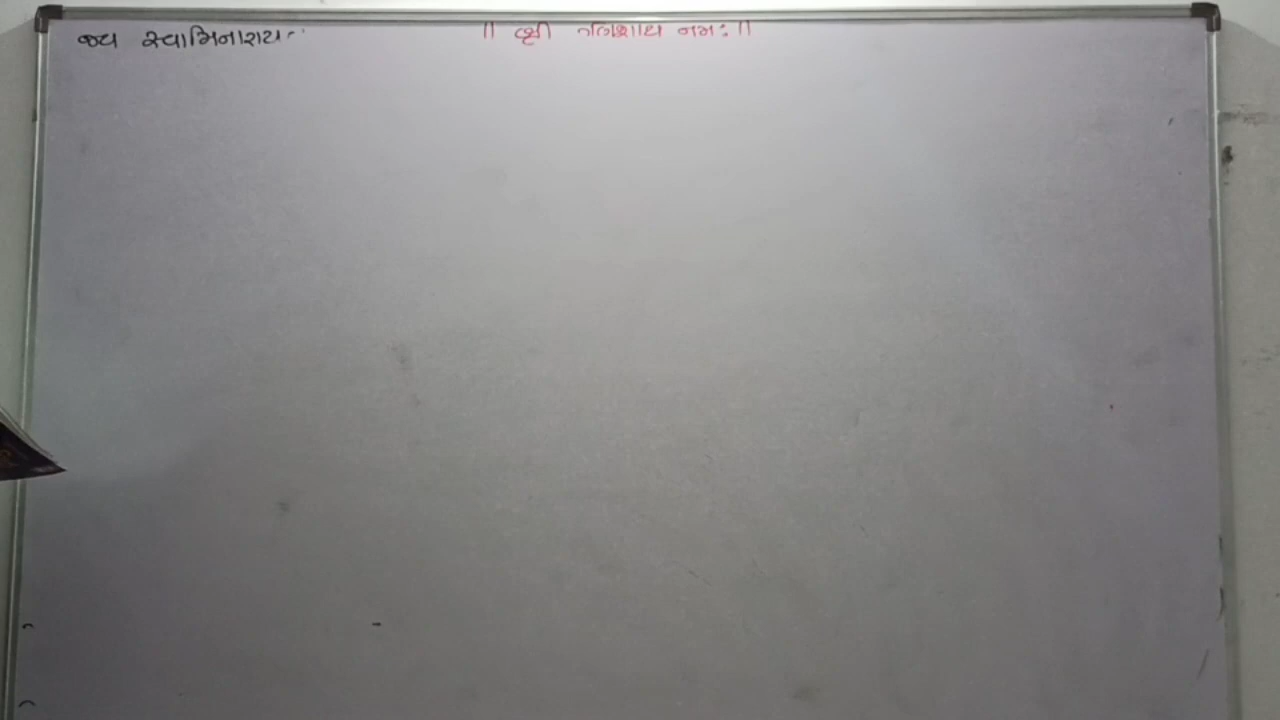 જય સ્વામિનારાયણ
|| શ્રી ગણેશાય નમઃ ||